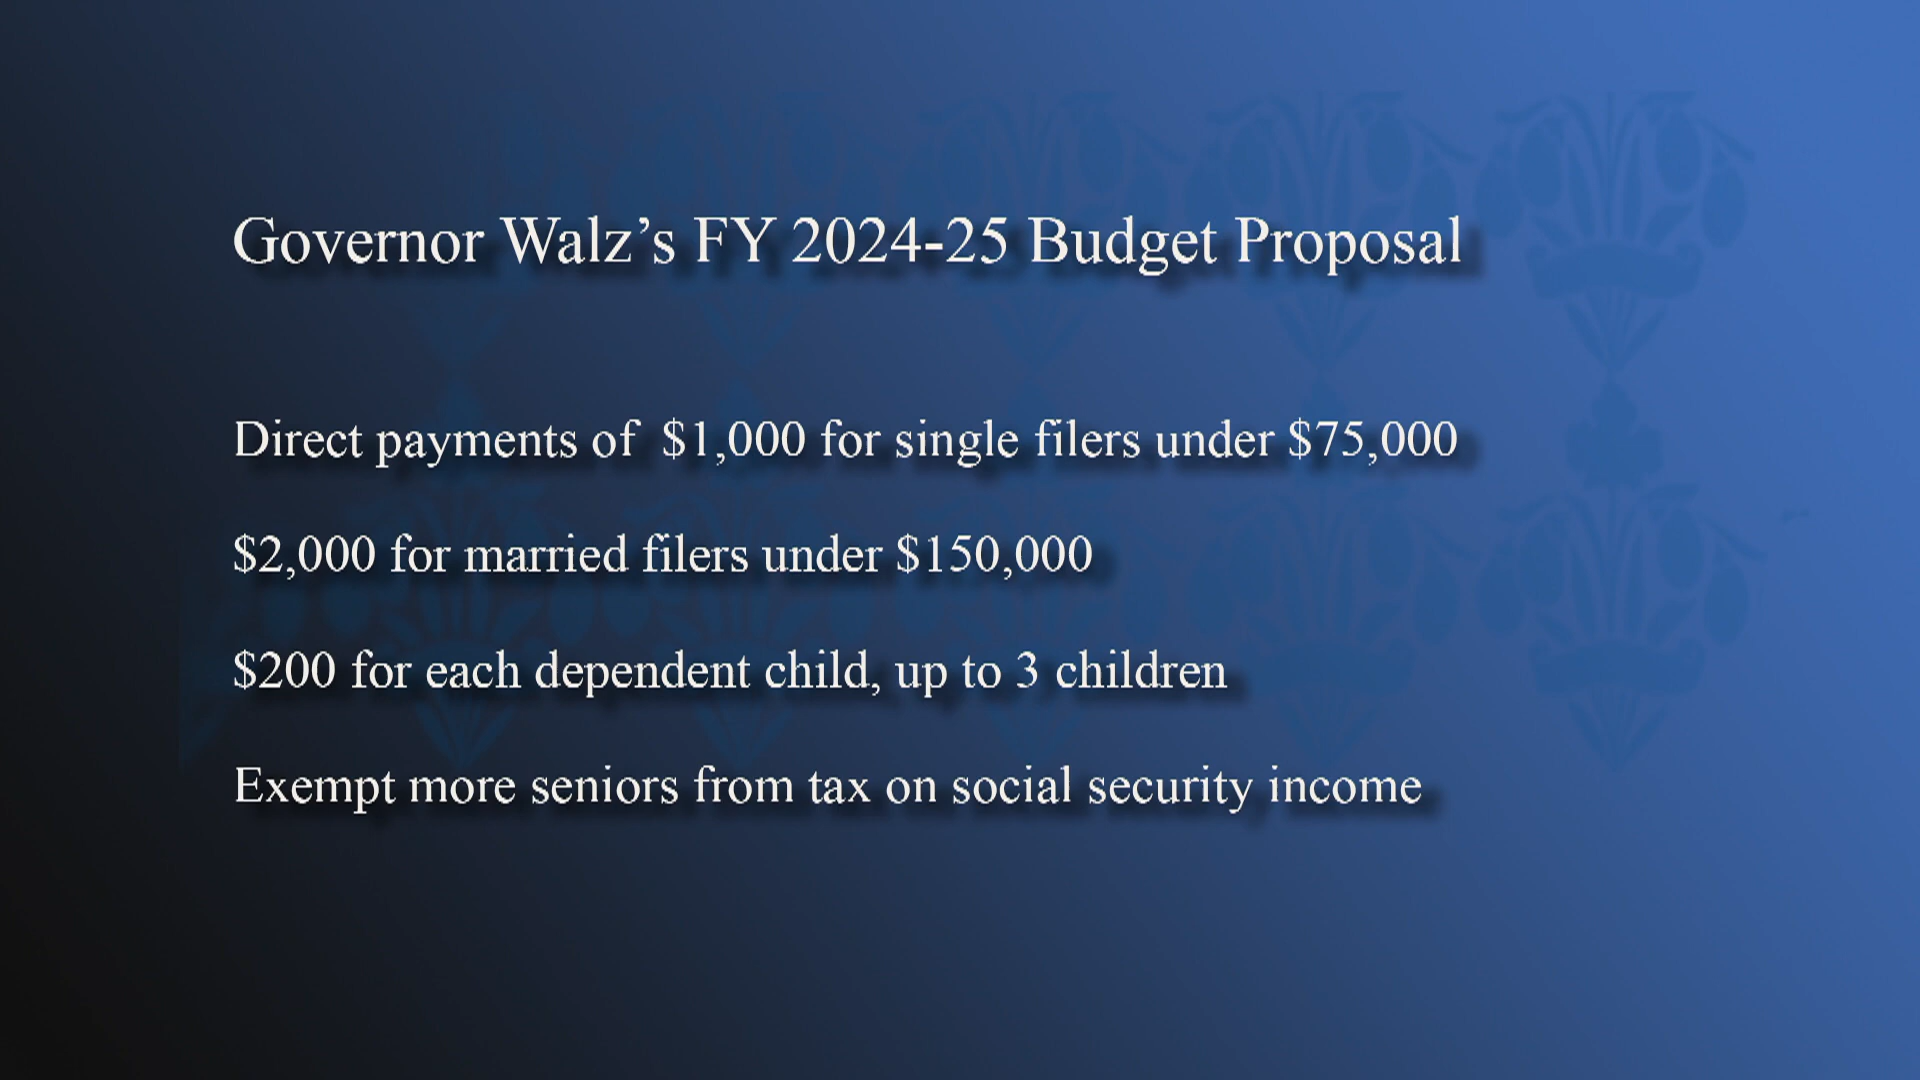 Governor Walz’s FY 2024-25 Budget Proposal
Direct payments of $1,000 for single filers under $75,000
$2,000 for married filers under $150,000
$200 for each dependent child, up to 3 children
Exempt more seniors from tax on social security income